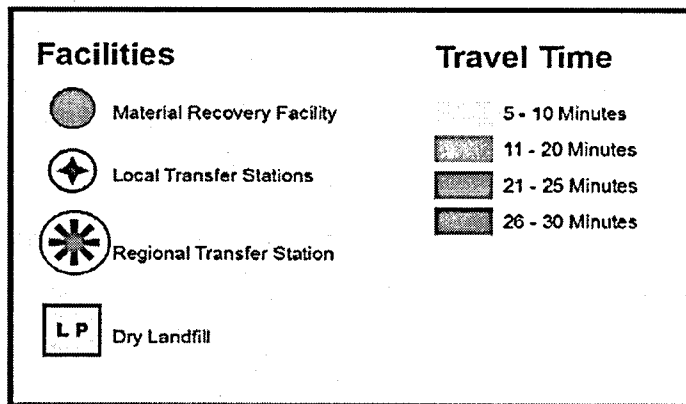 Facilities
Material Recovery Facility
Local Transfer Stations
Regional Transfer Station
L P
Dry Landfill
Travel Time
5 - 10 Minutes
11 - 20 Minutes
21 - 25 Minutes
26 - 30 Minutes